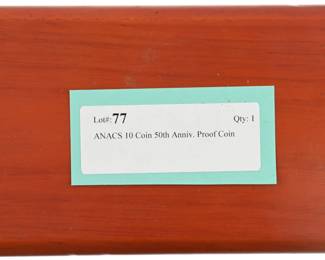 Lot#: 77 Qty: 1
ANACS 10 Coin 50th Anniv. Proof Coin